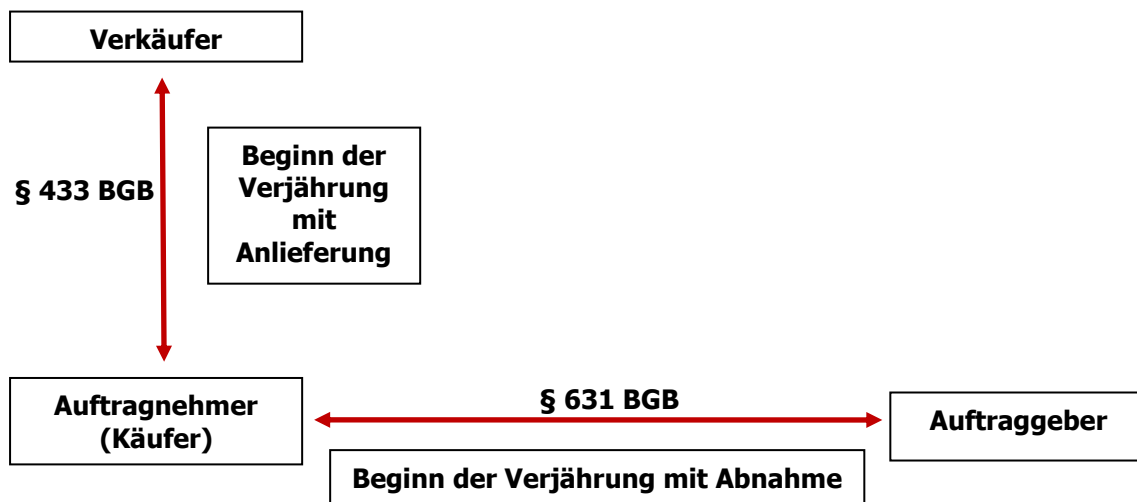 Verkäufer
§ 433 BGB
Beginn der
Verjährung
mit
Anlieferung
Auftragnehmer
(Käufer)
§ 631 BGB
Auftraggeber
Beginn der Verjährung mit Abnahme